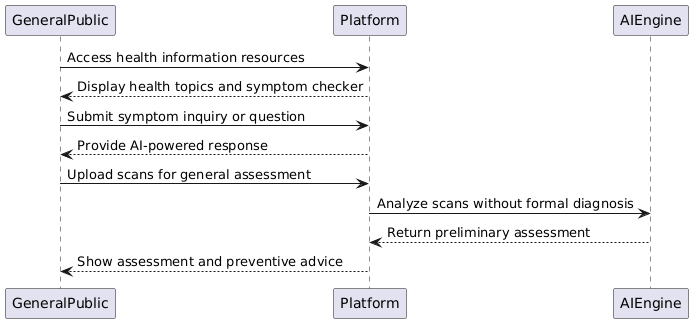 GeneralPublic Platform AIEngine
Access health information resources
Display health topics and symptom checker
Submit symptom inquiry or question
Provide AI-powered response
Upload scans for general assessment
Analyze scans without formal diagnosis
Return preliminary assessment
Show assessment and preventive advice
GeneralPublic Platform AIEngine